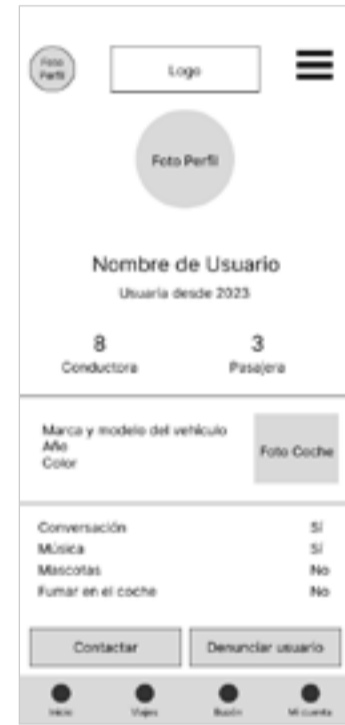 Foto
Perfil
Logo
Foto Perfil
Nombre de Usuario
Usuaria desde 2023
8 3
Conductora Pasajera
Marca y modelo del vehículo
Año
Color
Foto Coche
Conversación Sí
Música Sí
Mascotas No
Fumar en el coche No
Contactar Denunciar usuario
Inicio Viajes Buzón Mi cuenta